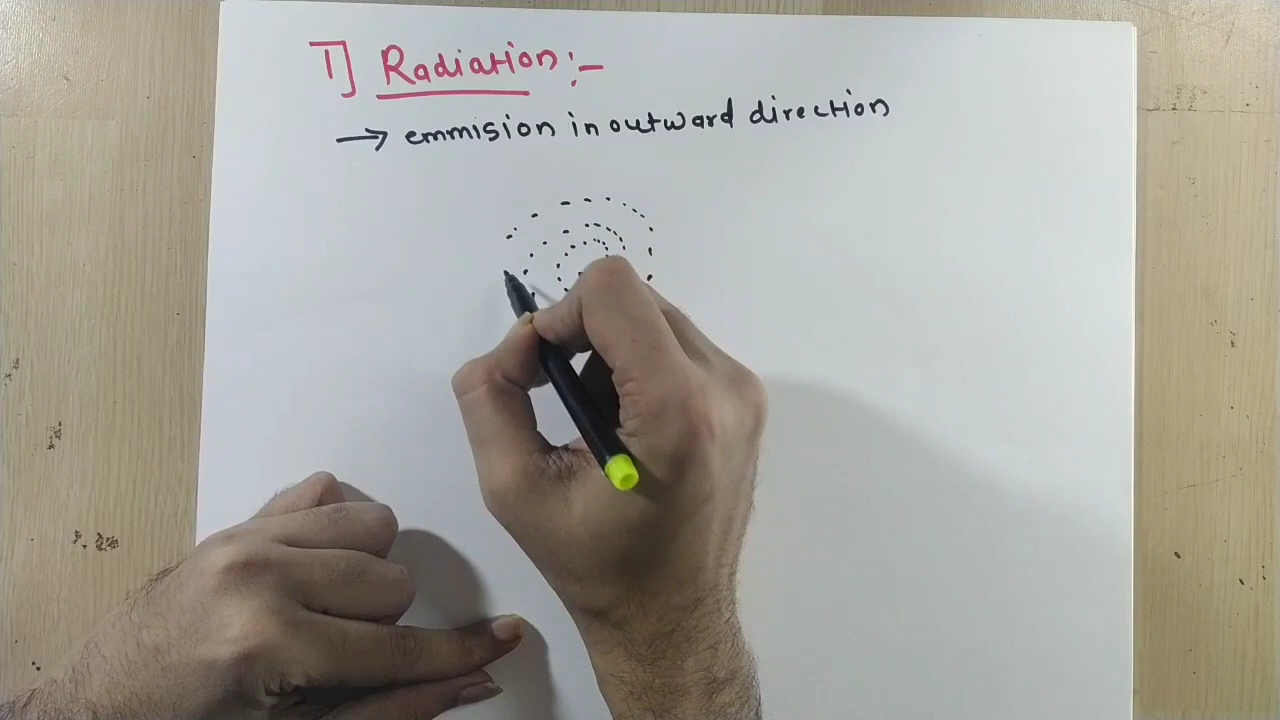 1] Radiation :-
→ emmision in outward direction